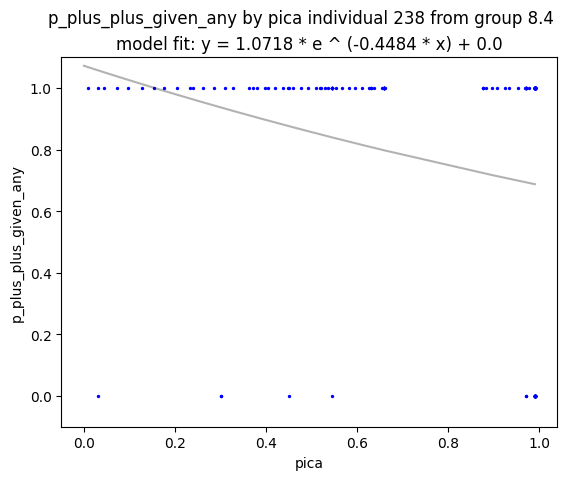 p_plus_plus_given_any by pica individual 238 from group 8.4
model fit: y = 1.0718 * e ^ (-0.4484 * x) + 0.0
p_plus_plus_given_any
1.0
0.8
0.6
0.4
0.2
0.0
0.0 0.2 0.4 0.6 0.8 1.0
pica